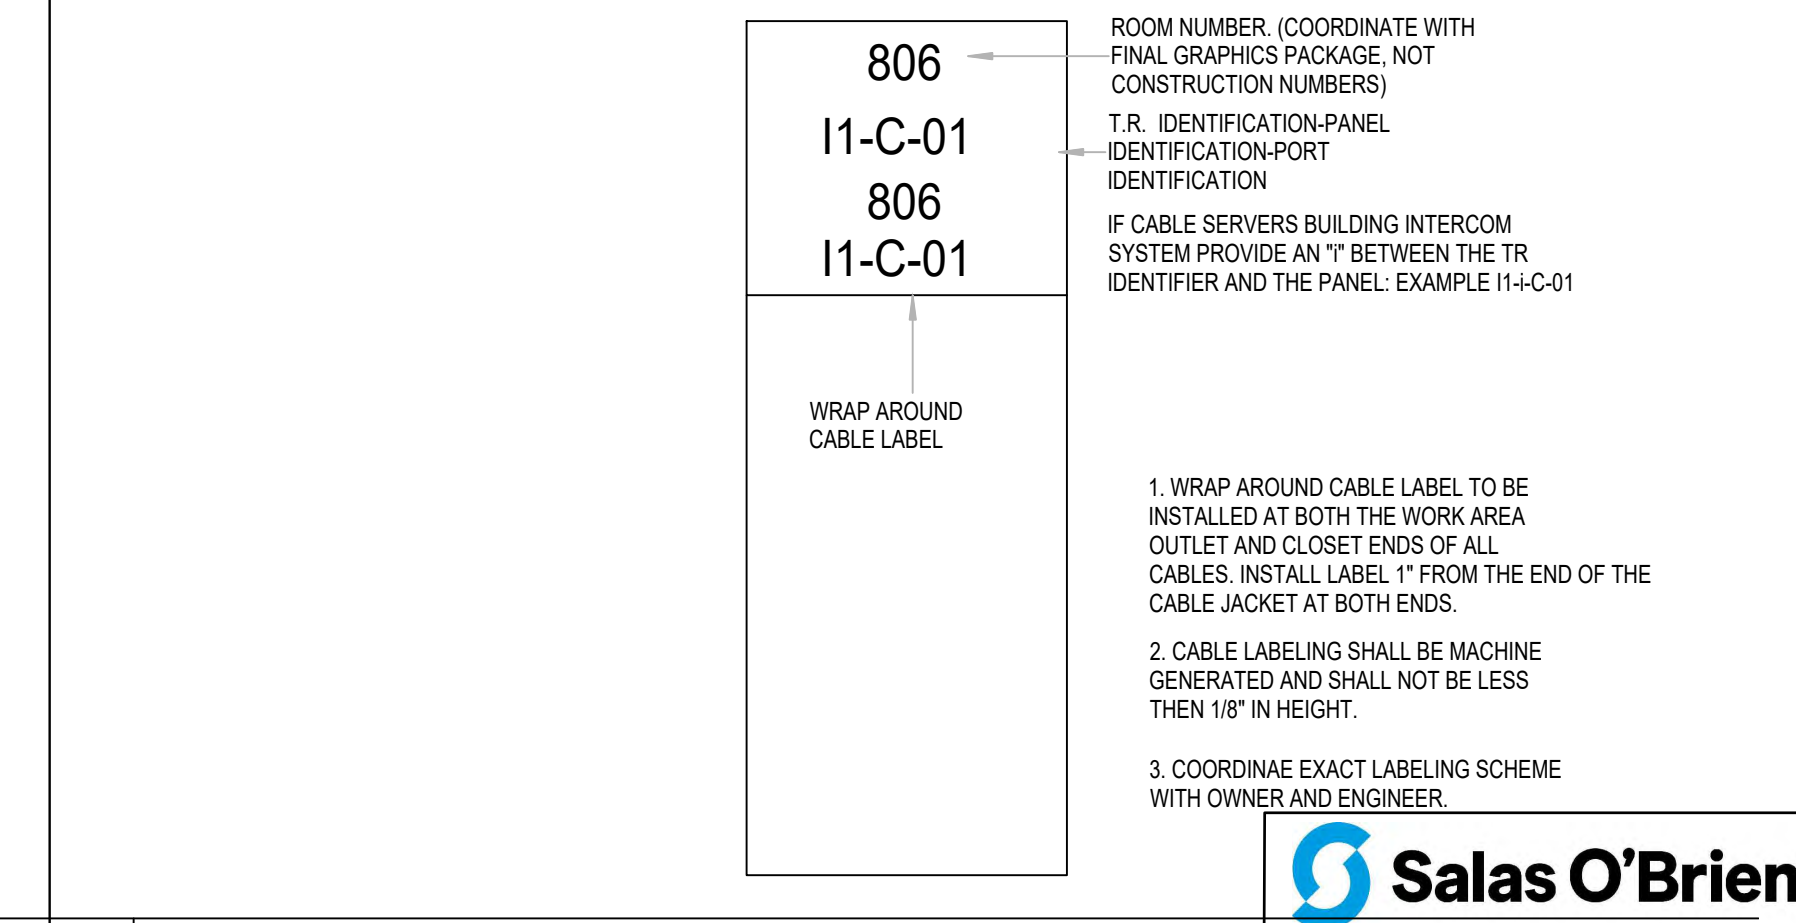 806
I1-C-01
806
I1-C-01
ROOM NUMBER. (COORDINATE WITH
FINAL GRAPHICS PACKAGE, NOT
CONSTRUCTION NUMBERS)
T.R. IDENTIFICATION-PANEL
IDENTIFICATION-PORT
IDENTIFICATION
IF CABLE SERVERS BUILDING INTERCOM
SYSTEM PROVIDE AN "i" BETWEEN THE TR
IDENTIFIER AND THE PANEL: EXAMPLE I1-i-C-01
WRAP AROUND
CABLE LABEL
1. WRAP AROUND CABLE LABEL TO BE
INSTALLED AT BOTH THE WORK AREA
OUTLET AND CLOSET ENDS OF ALL
CABLES. INSTALL LABEL 1" FROM THE END OF THE
CABLE JACKET AT BOTH ENDS.
2. CABLE LABELING SHALL BE MACHINE
GENERATED AND SHALL NOT BE LESS
THEN 1/8" IN HEIGHT.
3. COORDINAE EXACT LABELING SCHEME
WITH OWNER AND ENGINEER.
Salas O’Brien